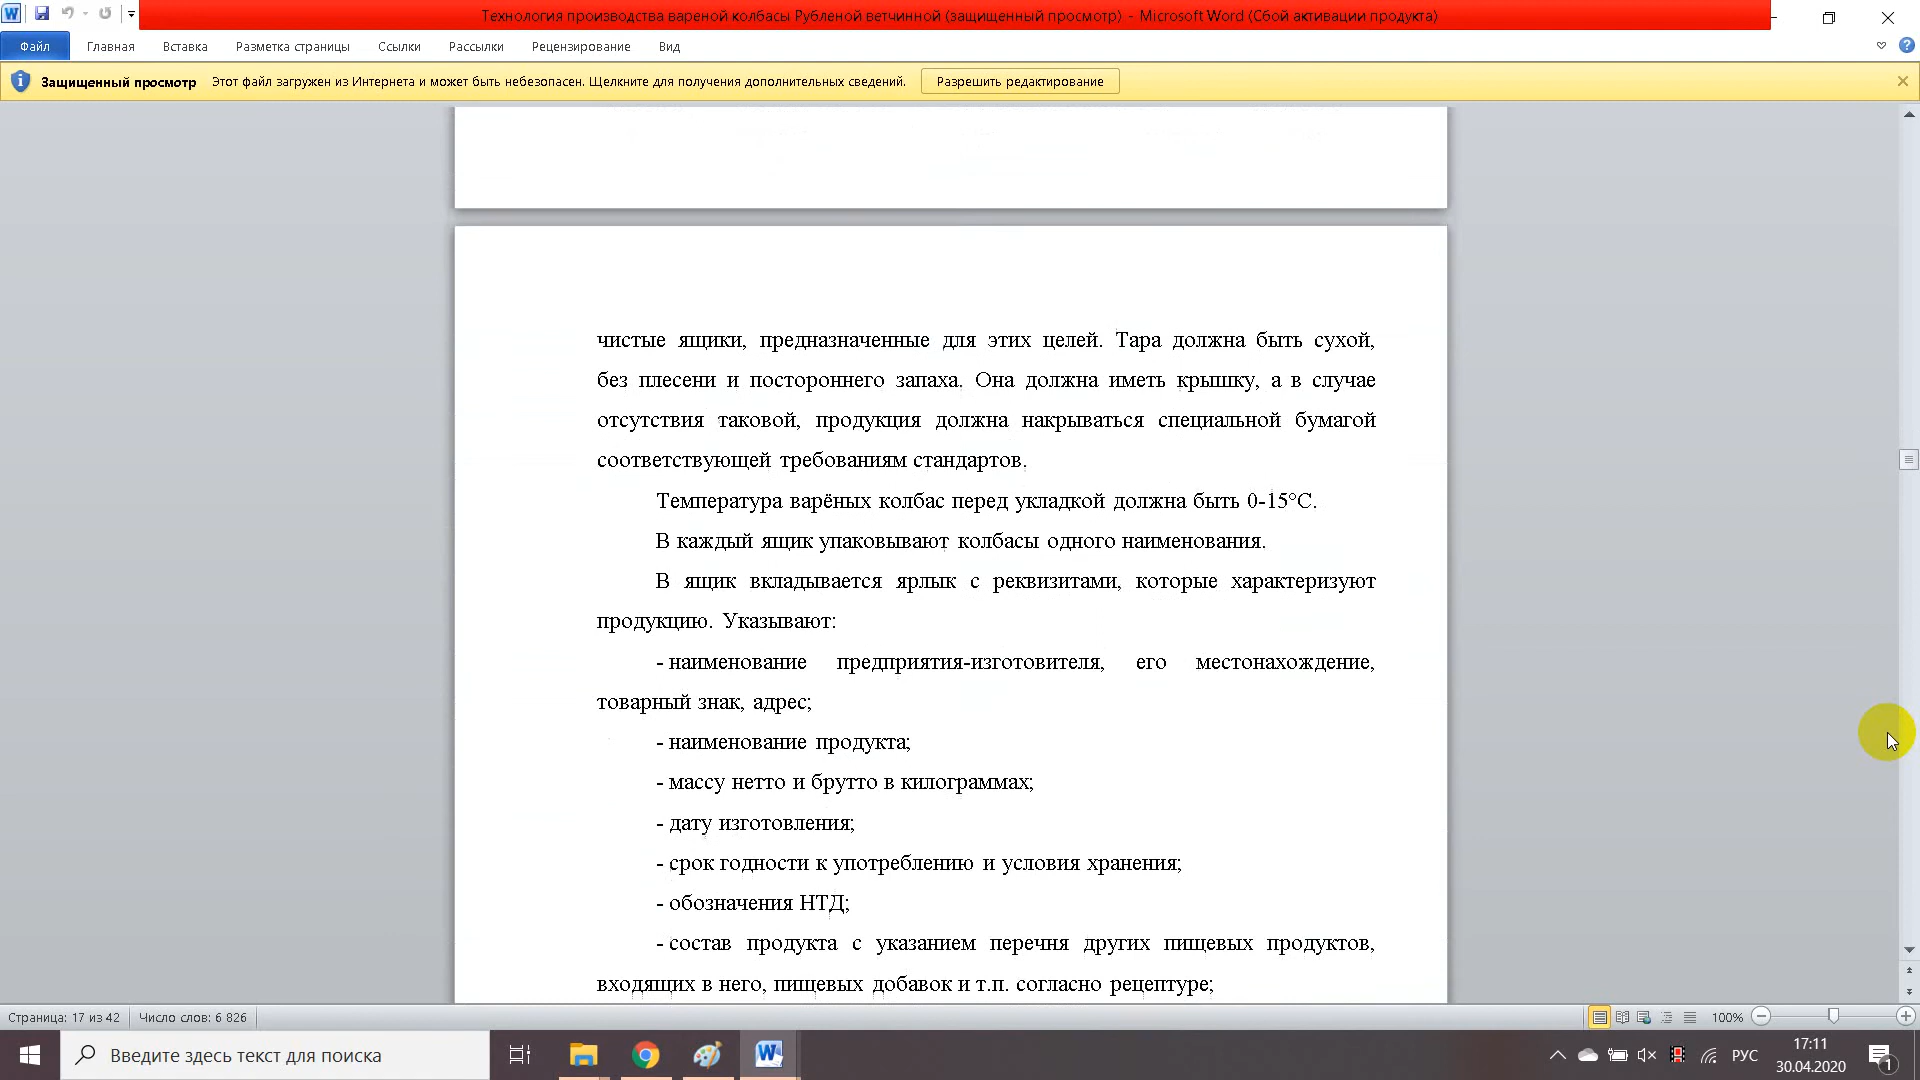 Технология производства вареной колбасы Рубленой ветчинной (защищенный просмотр) - Microsoft Word (Сбой активации продукта)
Файл Главная Вставка Разметка страницы Ссылки Рассылки Рецензирование Вид
Защищенный просмотр Этот файл загружен из Интернета и может быть небезопасен. Щелкните для получения дополнительных сведений. Разрешить редактирование
чистые ящики, предназначенные для этих целей. Тара должна быть сухой,
без плесени и постороннего запаха. Она должна иметь крышку, а в случае
отсутствия таковой, продукция должна накрываться специальной бумагой
соответствующей требованиям стандартов.
Температура варёных колбас перед укладкой должна быть 0-15°С.
В каждый ящик упаковывают колбасы одного наименования.
В ящик вкладывается ярлык с реквизитами, которые характеризуют
продукцию. Указывают:
- наименование предприятия-изготовителя, его местонахождение,
товарный знак, адрес;
- наименование продукта;
- массу нетто и брутто в килограммах;
- дату изготовления;
- срок годности к употреблению и условия хранения;
- обозначения НТД;
- состав продукта с указанием перечня других пищевых продуктов,
входящих в него, пищевых добавок и т.п. согласно рецептуре;
Страница: 17 из 42 Число слов: 6 826 100%
Введите здесь текст для поиска РУС 17:11
30.04.2020 1